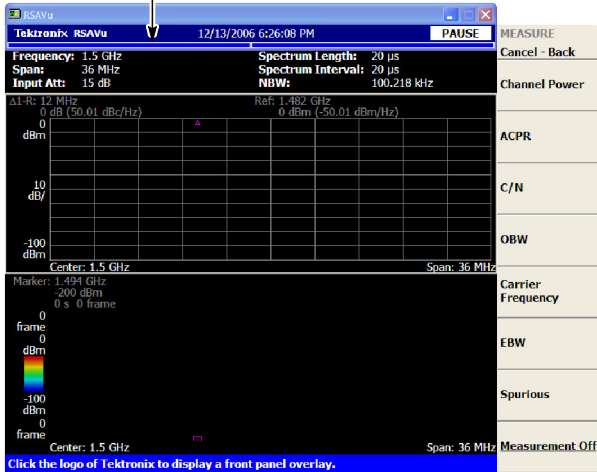 RSAVu
Tektronix RSAVu 12/13/2006 6:26:08 PM PAUSE
Frequency: 1.5 GHz Spectrum Length: 20 µs
Span: 36 MHz Spectrum Interval: 20 µs
Input Att: 15 dB NBW: 100.218 kHz
Δ1-R: 12 MHz Ref: 1.482 GHz
0 dB (50.01 dBc/Hz) 0 dBm (-50.01 dBm/Hz)
0
dBm
10
dB/
-100
dBm
Center: 1.5 GHz Span: 36 MHz
Marker: 1.494 GHz
-200 dBm
0 s 0 frame
0
frame
0
dBm
-100
dBm
0
frame
Center: 1.5 GHz Span: 36 MHz
Click the logo of Tektronix to display a front panel overlay.
MEASURE
Cancel - Back
Channel Power
ACPR
C/N
OBW
Carrier
Frequency
EBW
Spurious
Measurement Off